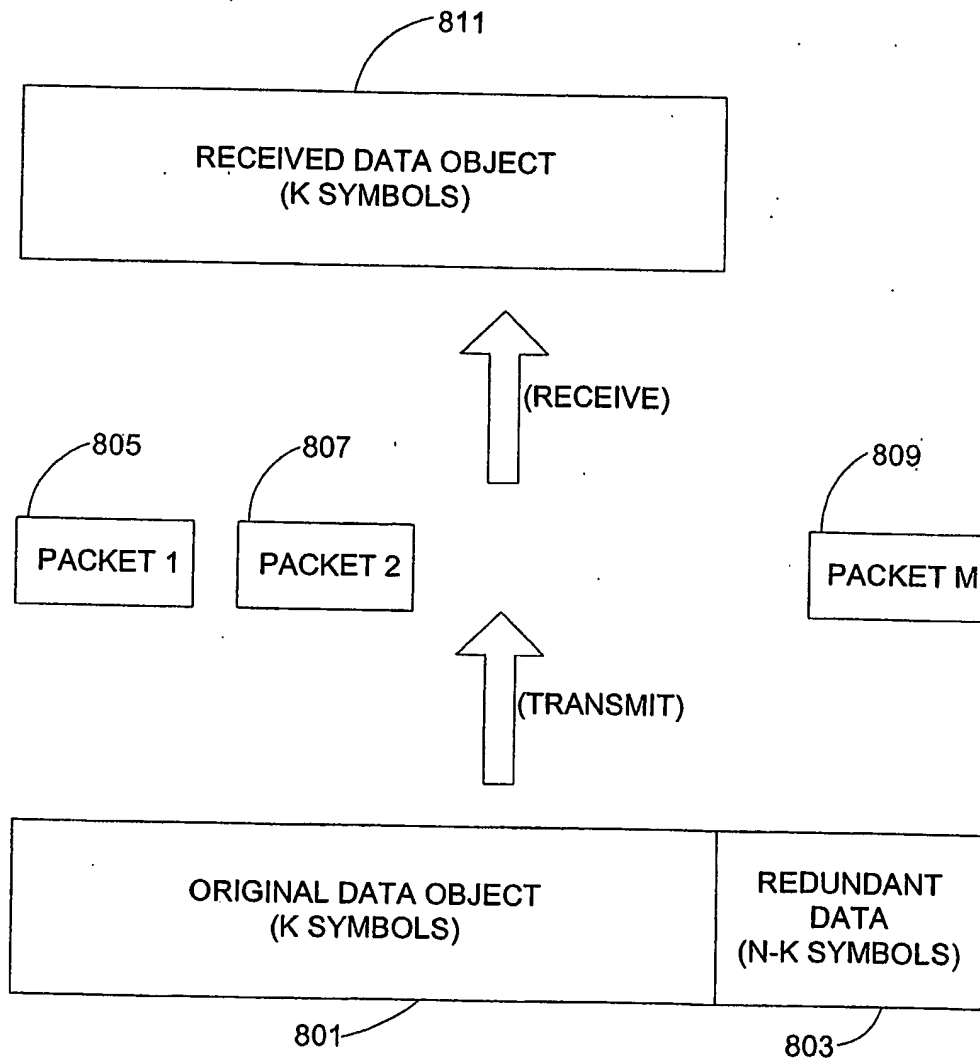 811
RECEIVED DATA OBJECT
(K SYMBOLS)
(RECEIVE)
805
807
809
PACKET 1
PACKET 2
PACKET M
(TRANSMIT)
ORIGINAL DATA OBJECT
(K SYMBOLS)
REDUNDANT
DATA
(N-K SYMBOLS)
801
803